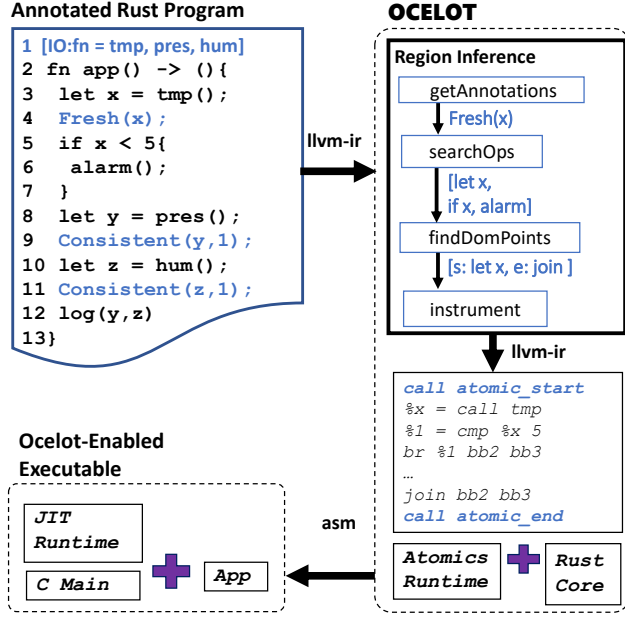 Annotated Rust Program
1 [IO:fn = tmp, pres, hum]
2 fn app() -> (){
3 let x = tmp();
4 Fresh(x);
5 if x < 5{
6 alarm();
7 }
8 let y = pres();
9 Consistent(y,1);
10 let z = hum();
11 Consistent(z,1);
12 log(y,z)
13}
llvm-ir
OCELOT
Region Inference
getAnnotations
Fresh(x)
searchOps
[let x,
if x, alarm]
findDomPoints
[s: let x, e: join ]
instrument
llvm-ir
call atomic_start
%x = call tmp
%1 = cmp %x 5
br %1 bb2 bb3
…
join bb2 bb3
call atomic_end
Atomics
Runtime
Rust
Core
asm
Ocelot-Enabled
Executable
JIT
Runtime
C Main
App